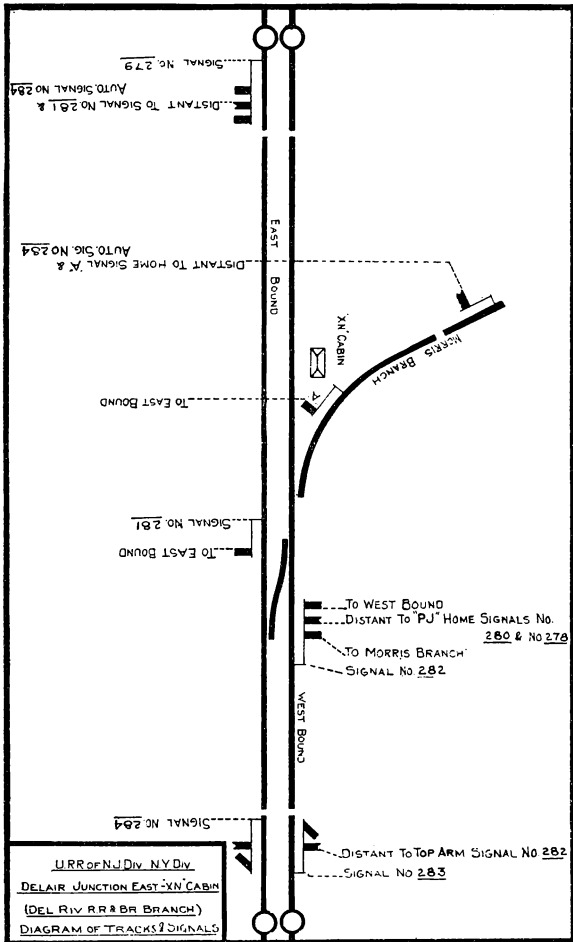 SIGNAL NO. 279
DISTANT TO SIGNAL NO. 281 &
AUTO. SIGNAL NO 284
EAST BOUND
DISTANT TO HOME SIGNAL "A" &
AUTO. SIG. NO 234
MORRIS BRANCH
"XN" CABIN
"A"
TO EAST BOUND
SIGNAL NO. 281
TO EAST BOUND
TO WEST BOUND
DISTANT TO "PJ" HOME SIGNALS NO.
280 & NO 278
TO MORRIS BRANCH
SIGNAL NO. 282
WEST BOUND
SIGNAL NO. 284
DISTANT TO TOP ARM SIGNAL NO. 282
SIGNAL NO 283
U.R.R OF N.J. DIV N.Y DIV
DELAIR JUNCTION EAST-"XN" CABIN
(DEL RIV R.R & BR BRANCH)
DIAGRAM OF TRACKS & SIGNALS